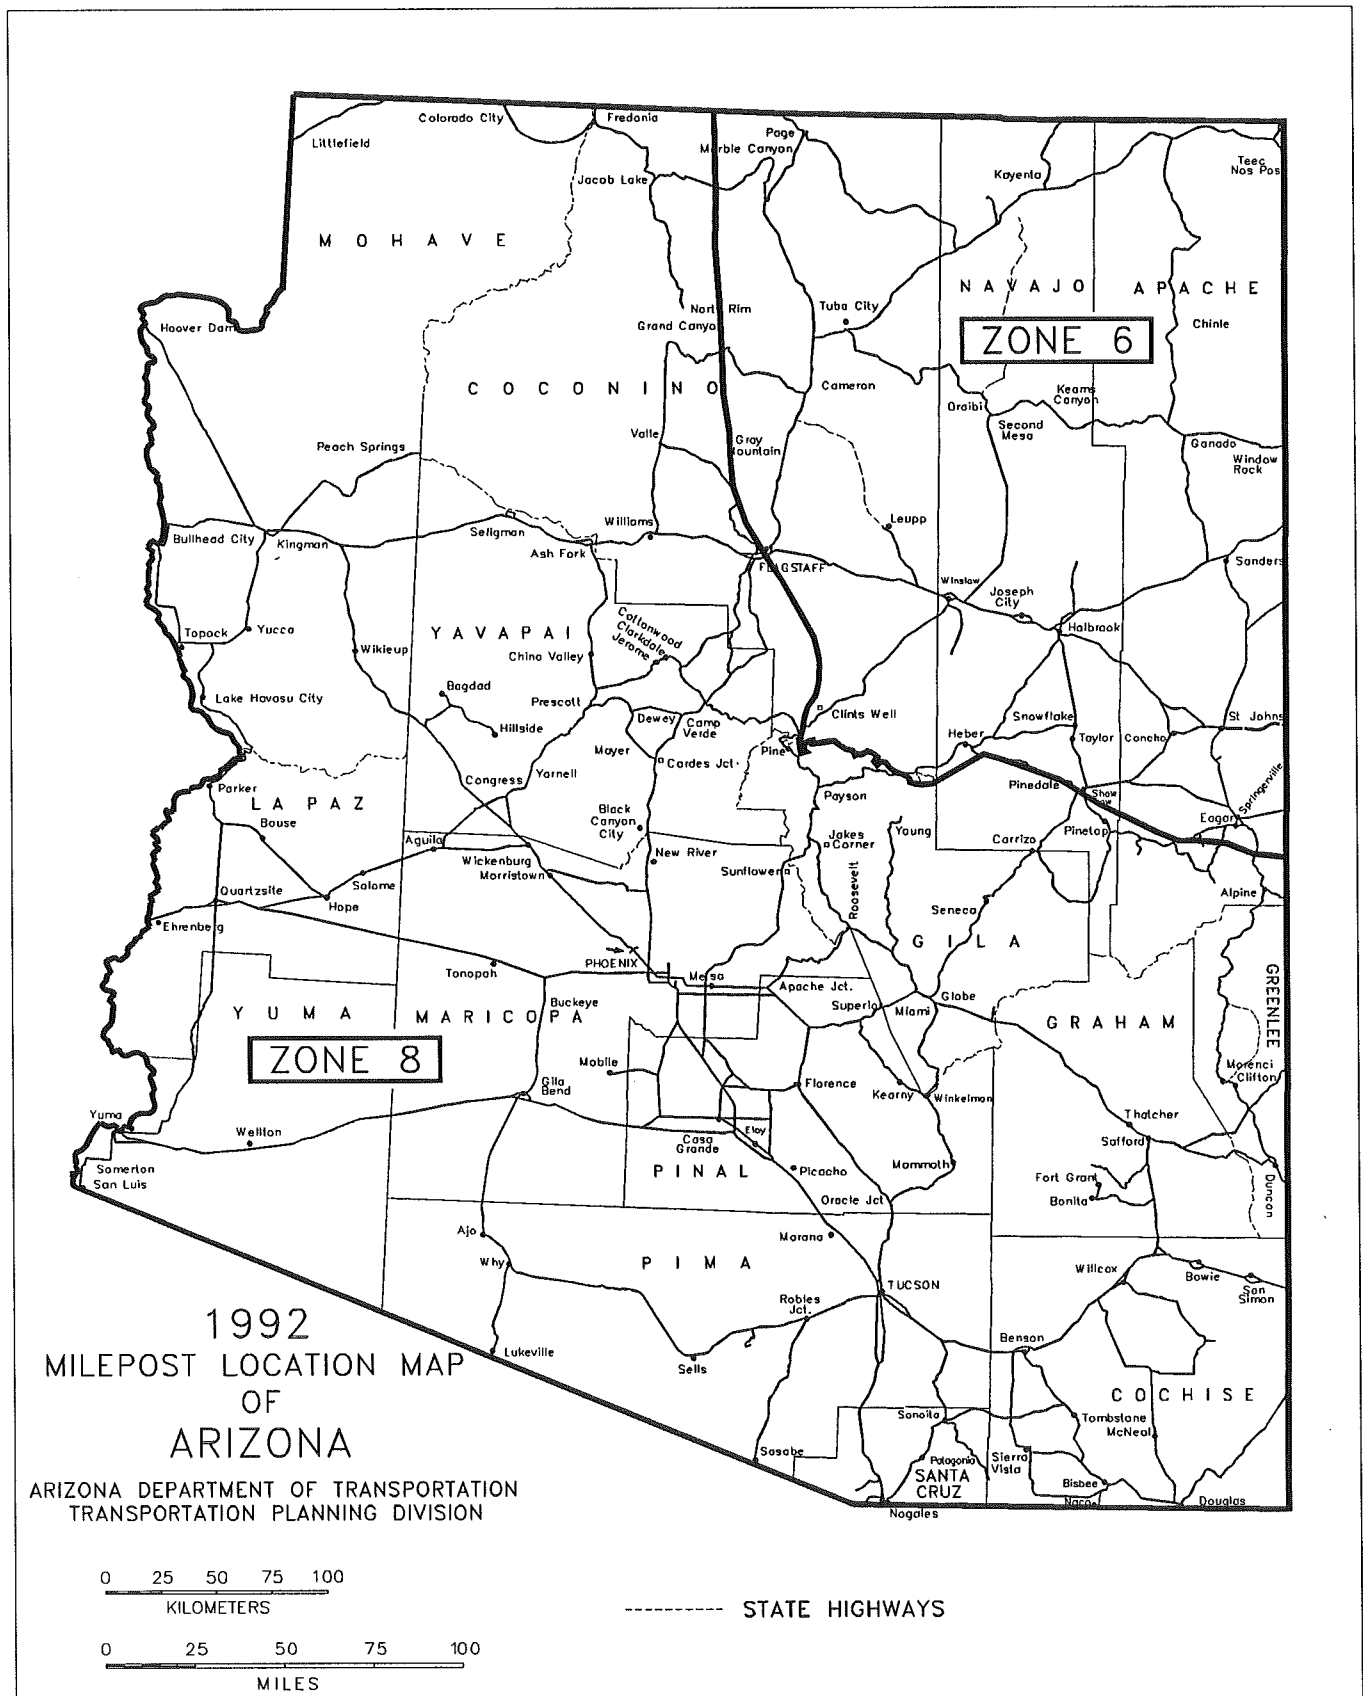 Colorado City
Fredonia
Page
Littlefield
Marble Canyon
Teec
Nos Pos
Jacob Lake
Kayenta
MOHAVE
NAVAJO
APACHE
North Rim
Tuba City
Hoover Dam
Grand Canyon
Chinle
ZONE 6
COCONINO
Cameron
Kearns
Canyon
Oraibi
Second
Mesa
Valle
Gray
Mountain
Peach Springs
Ganado
Window
Rock
Leupp
Williams
Seligman
Bullhead City
Kingman
Ash Fork
FLAGSTAFF
Sanders
Winslow
Joseph
City
Holbrook
Topock
Yucca
YAVAPAI
Cottonwood
Clarkdale
Jerome
Wikieup
Chino Valley
Bagdad
Lake Havasu City
Prescott
Clints Well
Dewey
Camp
Verde
Snowflake
St Johns
Hillside
Heber
Taylor
Concho
Mayer
Pine
Cordes Jct.
Yarnell
Congress
Parker
Payson
Pinedale
Show
Low
Springerville
LA PAZ
Black
Canyon
City
Bouse
Young
Eagar
Jakes
Corner
Pinetop
Aguila
Carrizo
New River
Wickenburg
Morristown
Sunflower
Roosevelt
Salome
Quartzsite
Hope
Alpine
Seneca
Ehrenberg
GILA
PHOENIX
Tonopah
Mesa
Apache Jct.
GREENLEE
Globe
Buckeye
Superior
Miami
YUMA
MARICOPA
GRAHAM
ZONE 8
Mobile
Morenci
Clifton
Gila
Bend
Florence
Kearny
Winkelman
Yuma
Thatcher
Wellton
Eloy
Casa
Grande
Safford
Somerton
San Luis
PINAL
Picacho
Mammoth
Fort Grant
Bonita
Duncan
Oracle Jct
Ajo
Marana
Why
PIMA
Willcox
Bowie
San
Simon
TUCSON
Robles
Jct.
1992
MILEPOST LOCATION MAP
OF
ARIZONA
Benson
Lukeville
Sells
COCHISE
Sonoita
Tombstone
McNeal
Sasabe
Patagonia
Sierra
Vista
SANTA
CRUZ
Bisbee
Naco
Douglas
Nogales
ARIZONA DEPARTMENT OF TRANSPORTATION
TRANSPORTATION PLANNING DIVISION
0 25 50 75 100
KILOMETERS
STATE HIGHWAYS
0 25 50 75 100
MILES